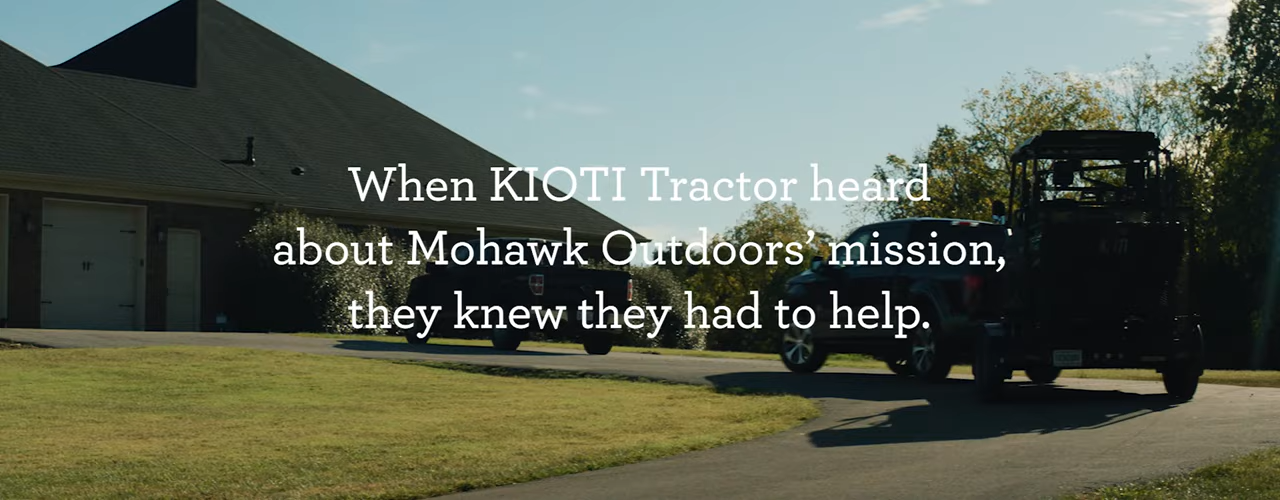 When KIOTI Tractor heard
about Mohawk Outdoors’ mission,
they knew they had to help.